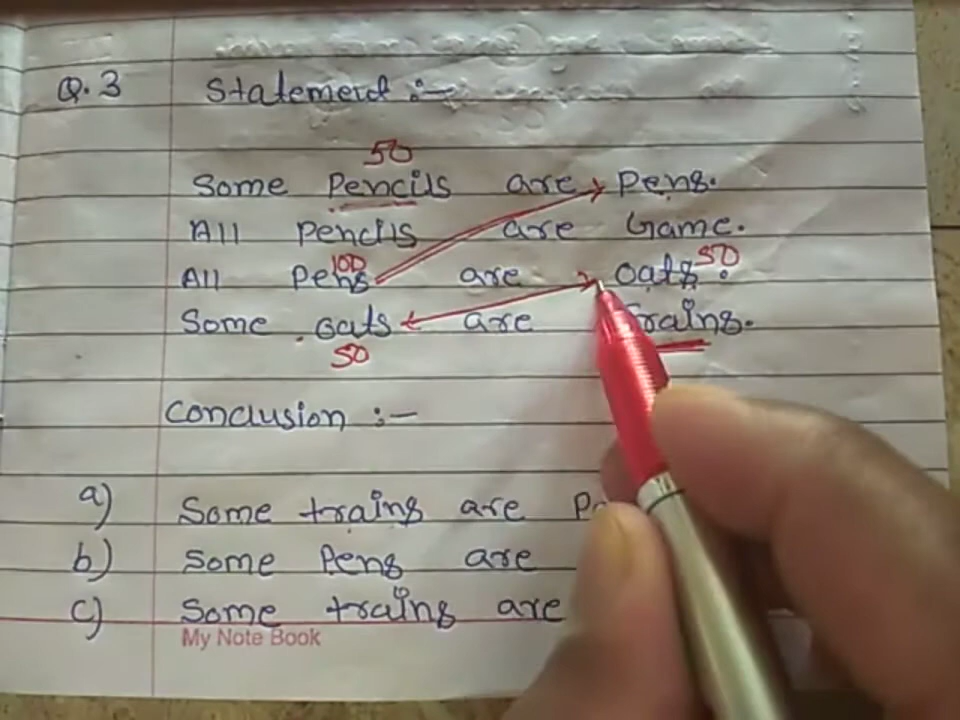 Q.3 Statement :-
50
Some Pencils are Pens.
All Pencils are Game.
All Pens 100 are oats 50.
Some oats are Trains.
50
Conclusion :-
a) Some trains are
b) Some Pens are
c) Some trains are
My Note Book